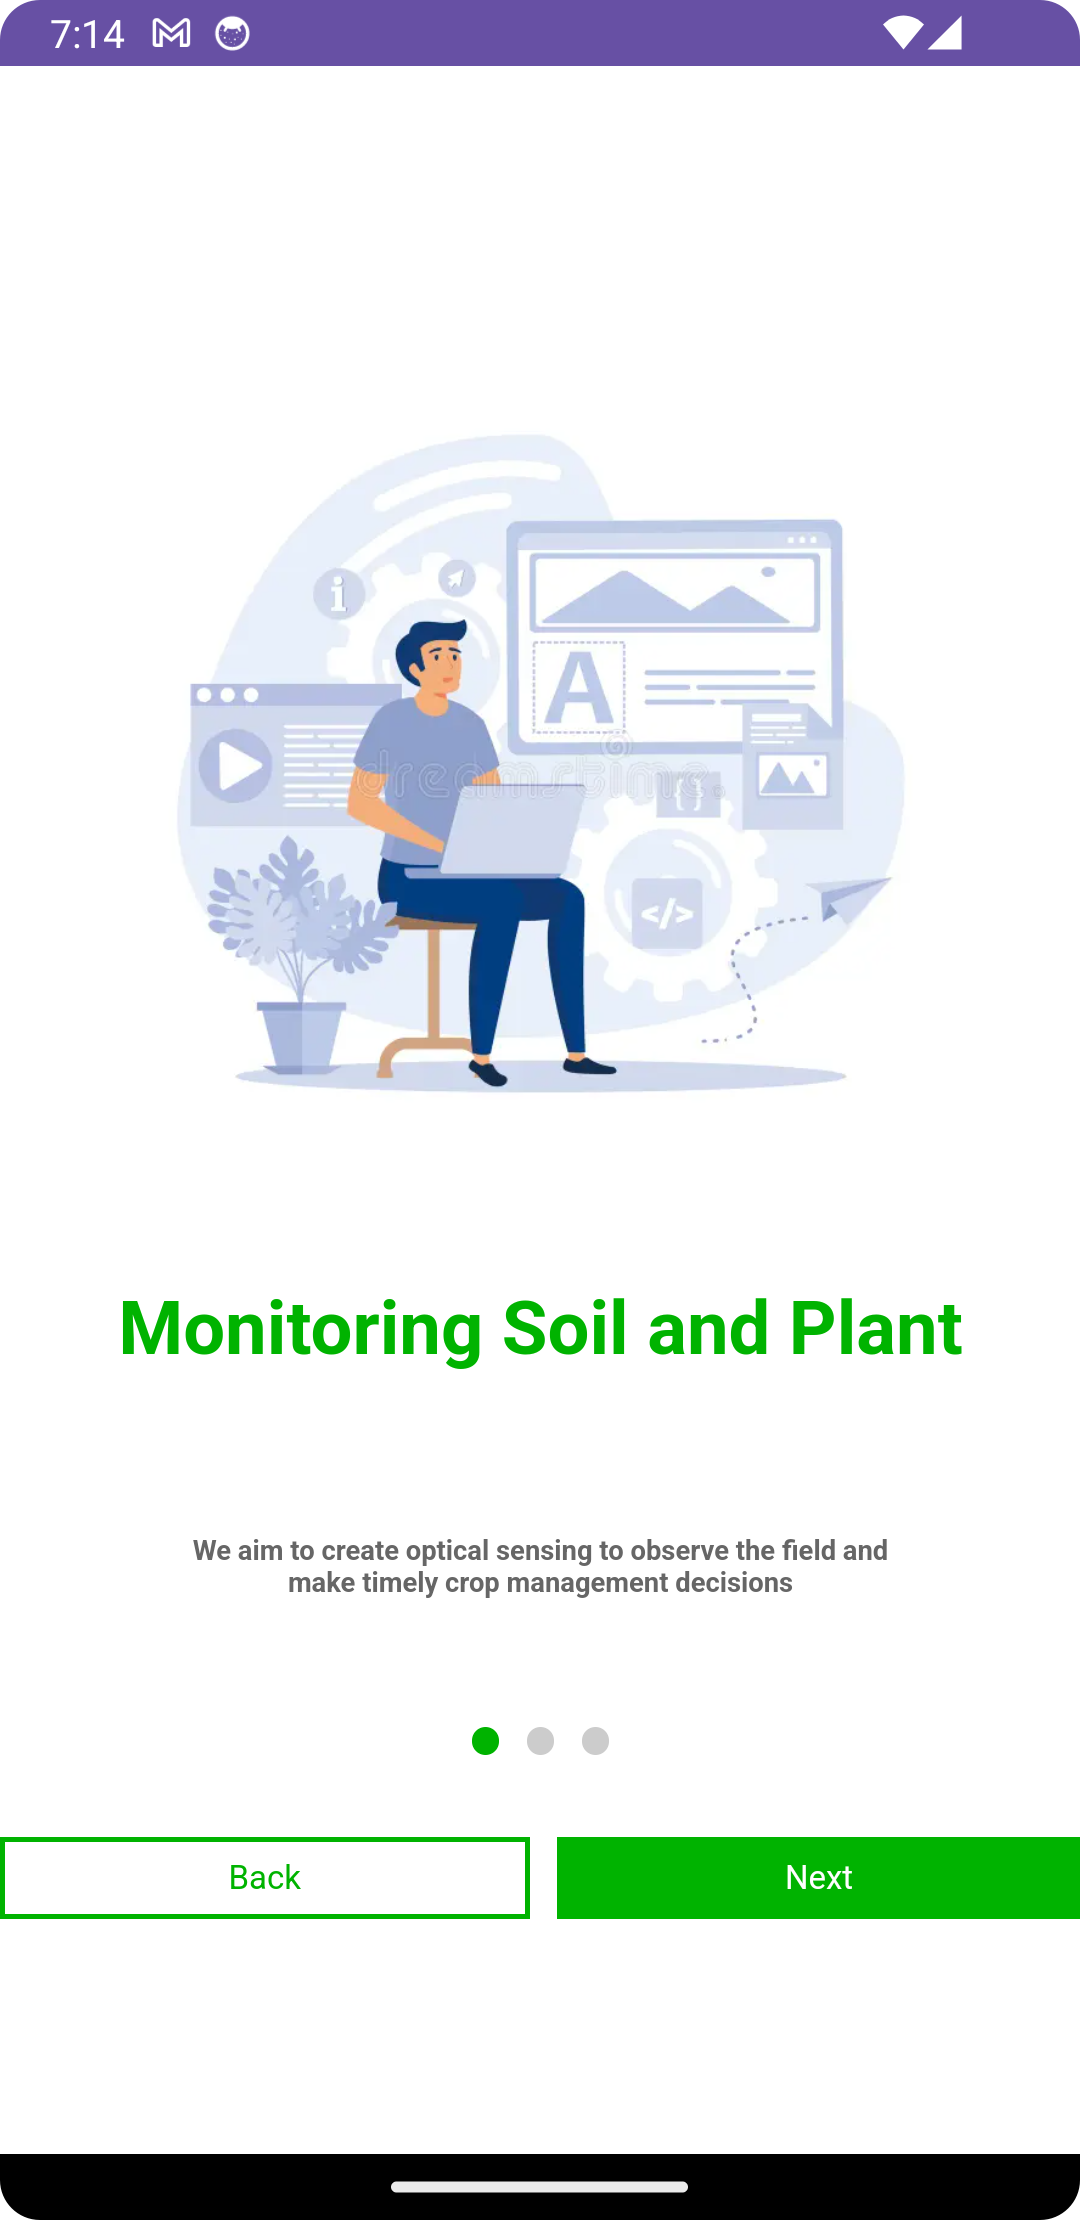 7:14
i
A
dreamstime.
{}
</>
Monitoring Soil and Plant
We aim to create optical sensing to observe the field and
make timely crop management decisions
Back
Next